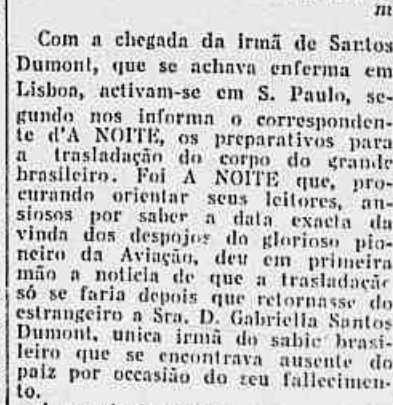 m
Com a chegada da irmã de Santos
Dumont, que se achava enferma em
Lisboa, activam-se em S. Paulo, se-
gundo nos informa o corresponden-
te d'A NOITE, os preparativos para
a trasladação do corpo do grande
brasileiro. Foi A NOITE que, pro-
curando orientar seus leitores, an-
siosos por saber a data exacta da
vinda dos despojos do glorioso pio-
neiro da Aviação, deu em primeira
mão a noticia de que a trasladação
só se faria depois que retornasse do
estrangeiro a Sra. D. Gabriella Santos
Dumont, unica irmã do sabio brasi-
leiro que se encontrava ausente do
paiz por occasião do seu fallecimen-
to.